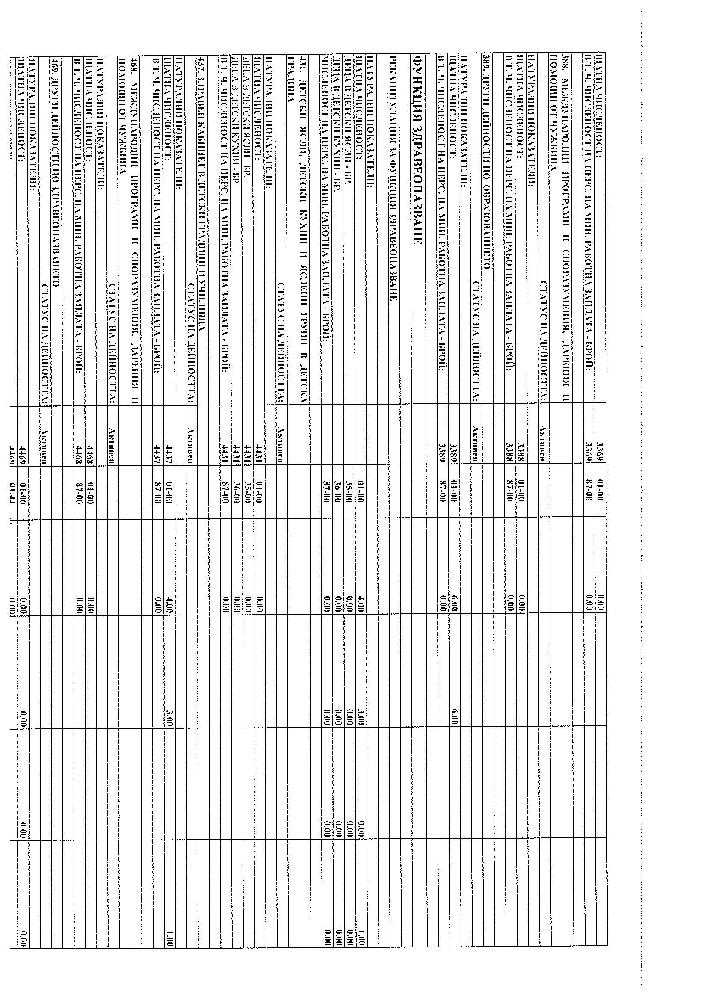 ЩАТНА ЧИСЛЕНОСТ: 3369 01-00 0.00
В Т. Ч. ЧИСЛЕНОСТ НА ПЕРС. НА МИН. РАБОТНА ЗАПЛАТА - БРОЙ: 3369 87-00 0.00
388. МЕЖДУНАРОДНИ ПРОГРАМИ И СПОРАЗУМЕНИЯ, ДАРЕНИЯ И
ПОМОЩИ ОТ ЧУЖБИНА
СТАТУС НА ДЕЙНОСТТА: Активен
НАТУРАЛНИ ПОКАЗАТЕЛИ:
ЩАТНА ЧИСЛЕНОСТ: 3388 01-00 0.00
В Т. Ч. ЧИСЛЕНОСТ НА ПЕРС. НА МИН. РАБОТНА ЗАПЛАТА - БРОЙ: 3388 87-00 0.00
389. ДРУГИ ДЕЙНОСТИ ПО ОБРАЗОВАНИЕТО
СТАТУС НА ДЕЙНОСТТА: Активен
НАТУРАЛНИ ПОКАЗАТЕЛИ:
ЩАТНА ЧИСЛЕНОСТ: 3389 01-00 6.00 6.00
В Т. Ч. ЧИСЛЕНОСТ НА ПЕРС. НА МИН. РАБОТНА ЗАПЛАТА - БРОЙ: 3389 87-00 0.00
ФУНКЦИЯ ЗДРАВЕОПАЗВАНЕ
РЕКАПИТУЛАЦИЯ ЗА ФУНКЦИЯ ЗДРАВЕОПАЗВАНЕ
НАТУРАЛНИ ПОКАЗАТЕЛИ:
ЩАТНА ЧИСЛЕНОСТ: 01-00 4.00 3.00 0.00 1.00
ДЕЦА В ДЕТСКИ ЯСЛИ - БР. 35-00 0.00 0.00 0.00 0.00
ДЕЦА В ДЕТСКИ КУХНИ - БР. 36-00 0.00 0.00 0.00 0.00
ЧИСЛЕНОСТ НА ПЕРС. НА МИН. РАБОТНА ЗАПЛАТА - БРОЙ: 87-00 0.00 0.00 0.00 0.00
431. ДЕТСКИ ЯСЛИ, ДЕТСКИ КУХНИ И ЯСЛЕНИ ГРУПИ В ДЕТСКА
ГРАДИНА
СТАТУС НА ДЕЙНОСТТА: Активен
НАТУРАЛНИ ПОКАЗАТЕЛИ:
ЩАТНА ЧИСЛЕНОСТ: 4431 01-00 0.00
ДЕЦА В ДЕТСКИ ЯСЛИ - БР. 4431 35-00 0.00
ДЕЦА В ДЕТСКИ КУХНИ - БР. 4431 36-00 0.00
В Т. Ч. ЧИСЛЕНОСТ НА ПЕРС. НА МИН. РАБОТНА ЗАПЛАТА - БРОЙ: 4431 87-00 0.00
437. ЗДРАВЕН КАБИНЕТ В ДЕТСКИ ГРАДИНИ И УЧИЛИЩА
СТАТУС НА ДЕЙНОСТТА: Активен
НАТУРАЛНИ ПОКАЗАТЕЛИ:
ЩАТНА ЧИСЛЕНОСТ: 4437 01-00 4.00 3.00 1.00
В Т. Ч. ЧИСЛЕНОСТ НА ПЕРС. НА МИН. РАБОТНА ЗАПЛАТА - БРОЙ: 4437 87-00 0.00
468. МЕЖДУНАРОДНИ ПРОГРАМИ И СПОРАЗУМЕНИЯ, ДАРЕНИЯ И
ПОМОЩИ ОТ ЧУЖБИНА
СТАТУС НА ДЕЙНОСТТА: Активен
НАТУРАЛНИ ПОКАЗАТЕЛИ:
ЩАТНА ЧИСЛЕНОСТ: 4468 01-00 0.00
В Т. Ч. ЧИСЛЕНОСТ НА ПЕРС. НА МИН. РАБОТНА ЗАПЛАТА - БРОЙ: 4468 87-00 0.00
469. ДРУГИ ДЕЙНОСТИ ПО ЗДРАВЕОПАЗВАНЕТО
СТАТУС НА ДЕЙНОСТТА: Активен
НАТУРАЛНИ ПОКАЗАТЕЛИ:
ЩАТНА ЧИСЛЕНОСТ: 4469 01-00 0.00 0.00 0.00 0.00